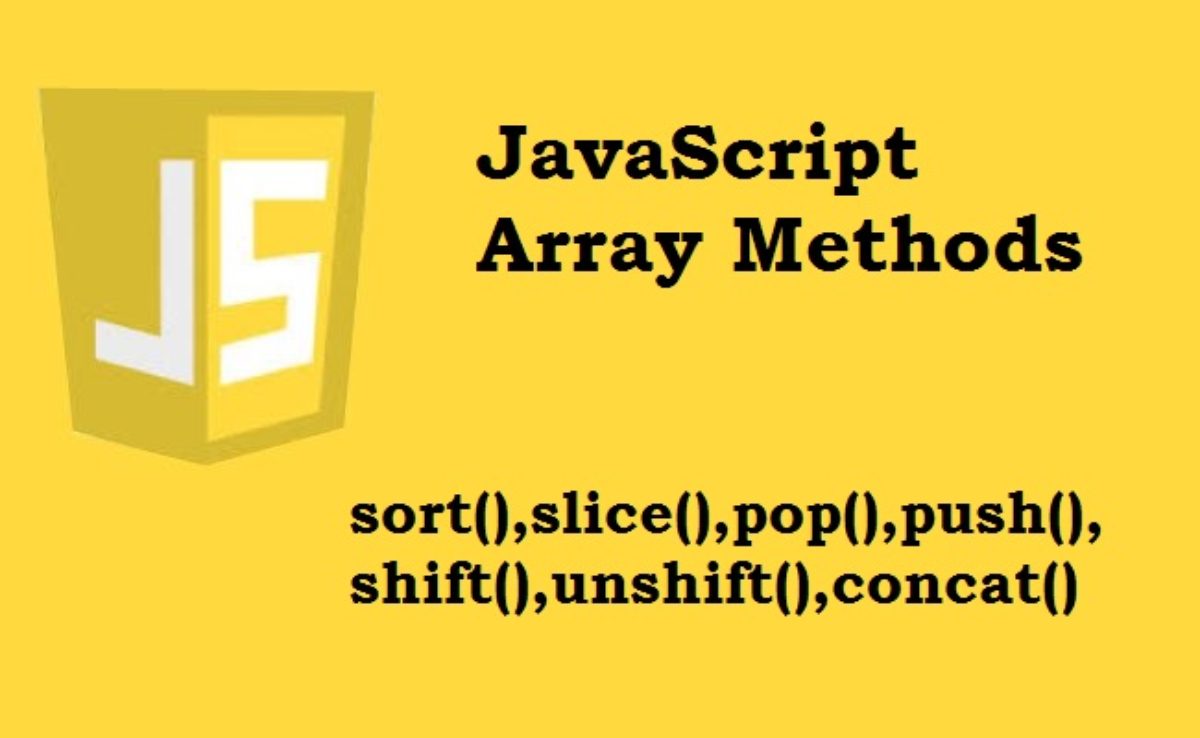 JS
JavaScript
Array Methods
sort(),slice(),pop(),push(),
shift(),unshift(),concat()